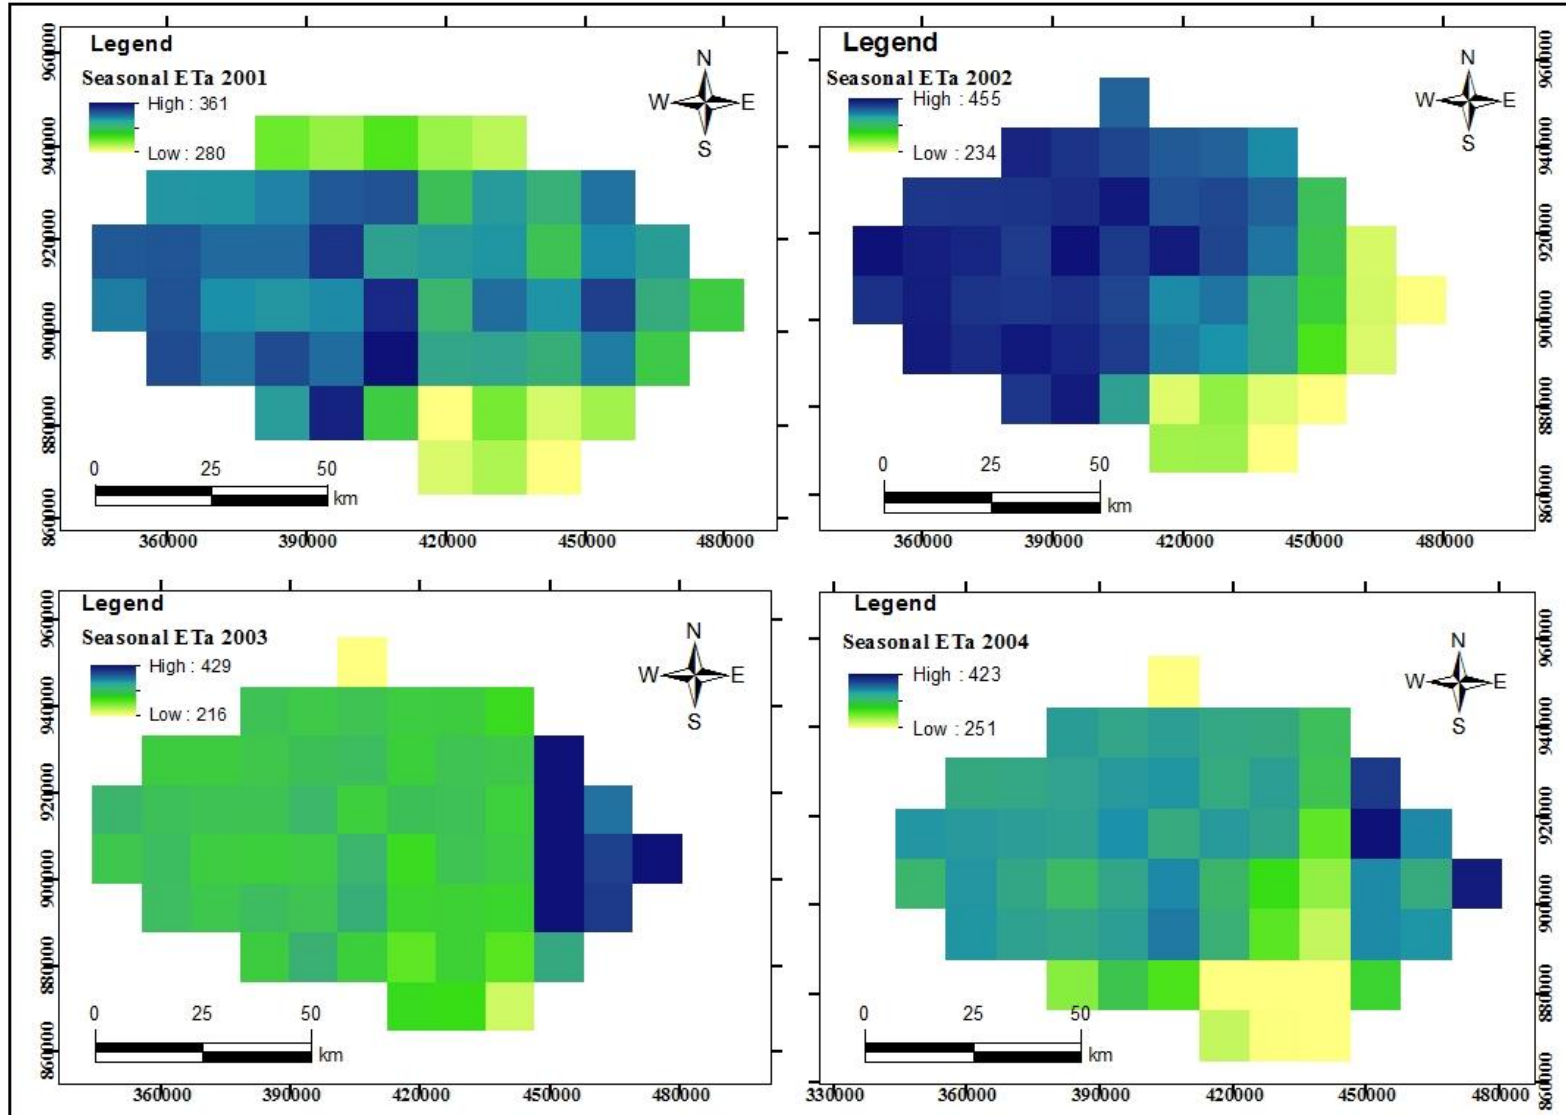 Legend
Seasonal ETa 2001
High : 361
Low : 280
N
W E
S
960000
940000
920000
900000
880000
860000
0 25 50
km
360000 390000 420000 450000 480000
Legend
Seasonal ETa 2002
High : 455
Low : 234
N
W E
S
960000
940000
920000
900000
880000
860000
0 25 50
km
360000 390000 420000 450000 480000
Legend
Seasonal ETa 2003
High : 429
Low : 216
N
W E
S
960000
940000
920000
900000
880000
860000
0 25 50
km
360000 390000 420000 450000 480000
Legend
Seasonal ETa 2004
High : 423
Low : 251
N
W E
S
960000
940000
920000
900000
880000
860000
0 25 50
km
330000 360000 390000 420000 450000 480000